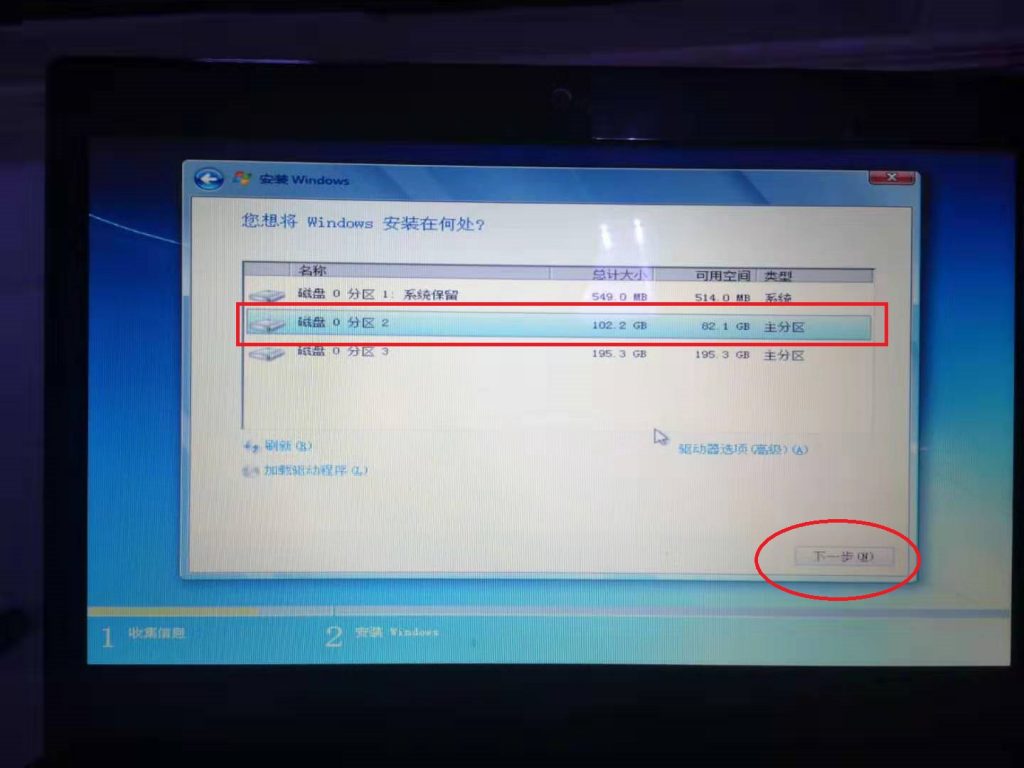 安装 Windows
您想将 Windows 安装在何处?
名称 总计大小 可用空间 类型
磁盘 0 分区 1: 系统保留 549.0 MB 514.0 MB 系统
磁盘 0 分区 2 102.2 GB 82.1 GB 主分区
磁盘 0 分区 3 195.3 GB 195.3 GB 主分区
刷新(R)
驱动器选项(高级)(A)
加载驱动程序(L)
下一步(N)
1 收集信息 2 安装 Windows